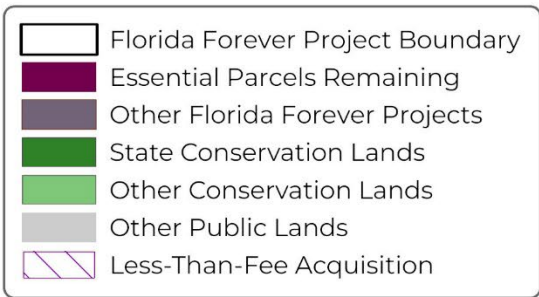 Florida Forever Project Boundary
Essential Parcels Remaining
Other Florida Forever Projects
State Conservation Lands
Other Conservation Lands
Other Public Lands
Less-Than-Fee Acquisition